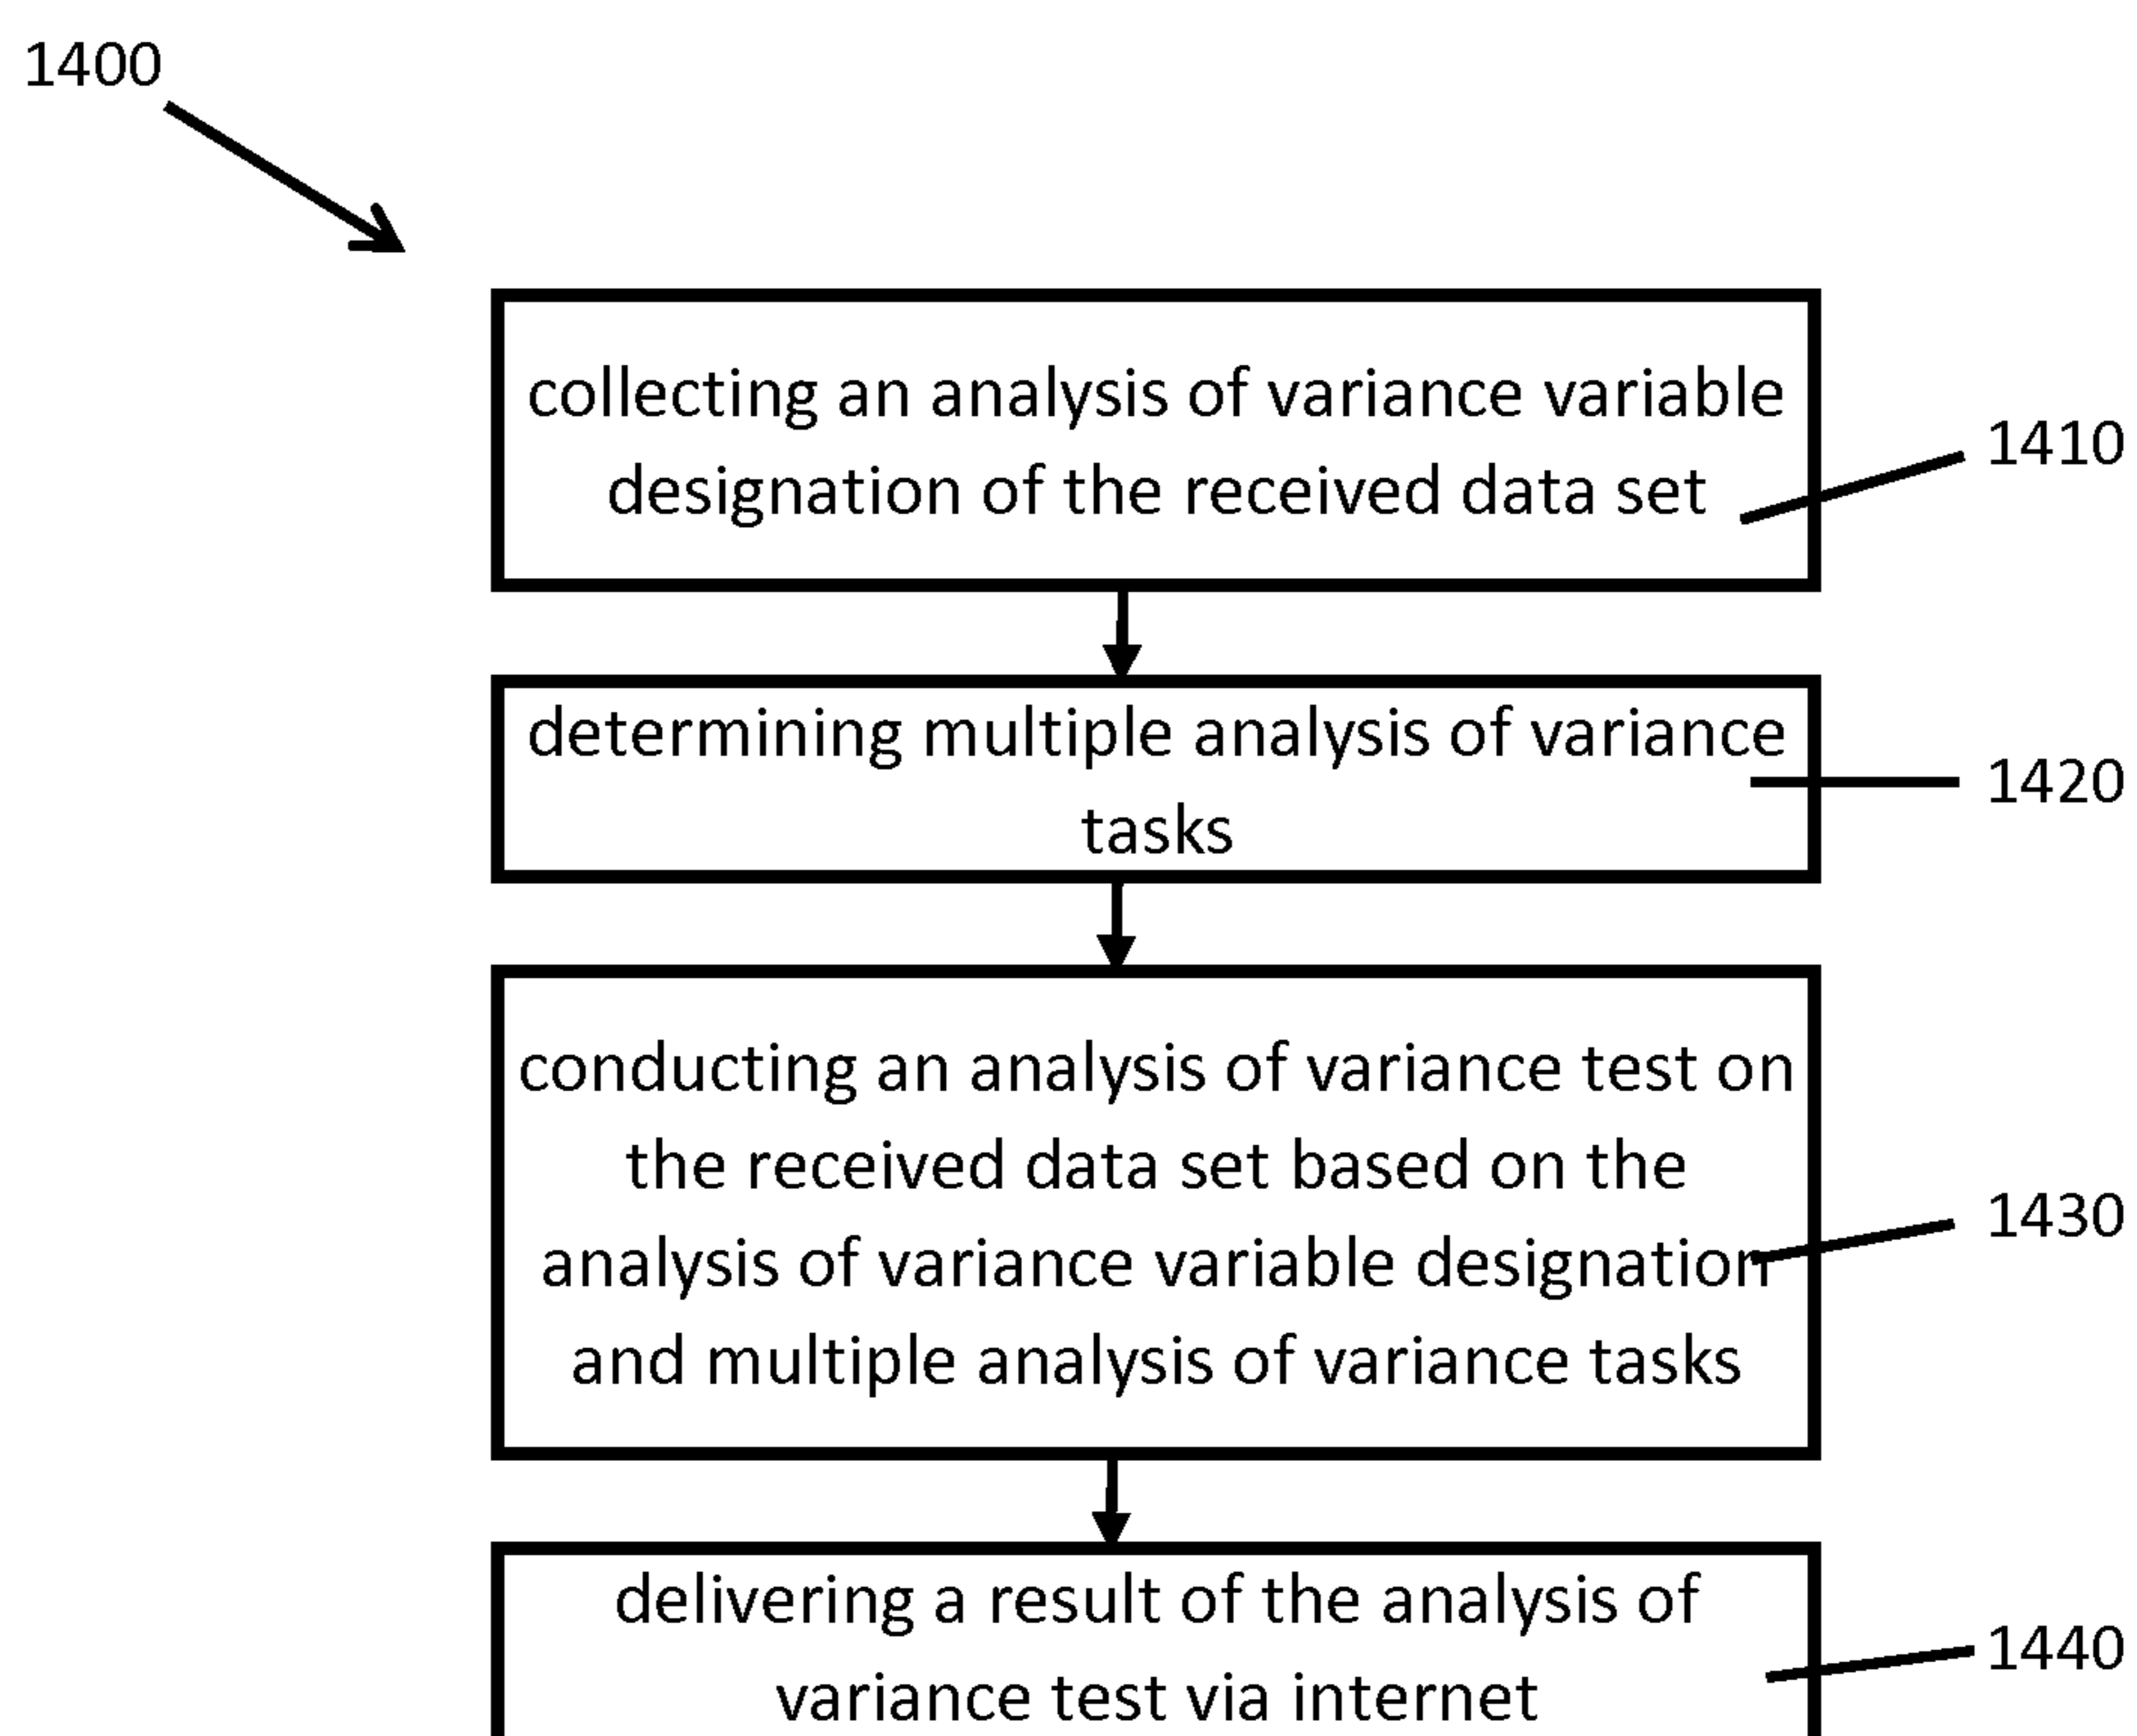 1400
collecting an analysis of variance variable
designation of the received data set
1410
determining multiple analysis of variance
tasks
1420
conducting an analysis of variance test on
the received data set based on the
analysis of variance variable designation
and multiple analysis of variance tasks
1430
delivering a result of the analysis of
variance test via internet
1440